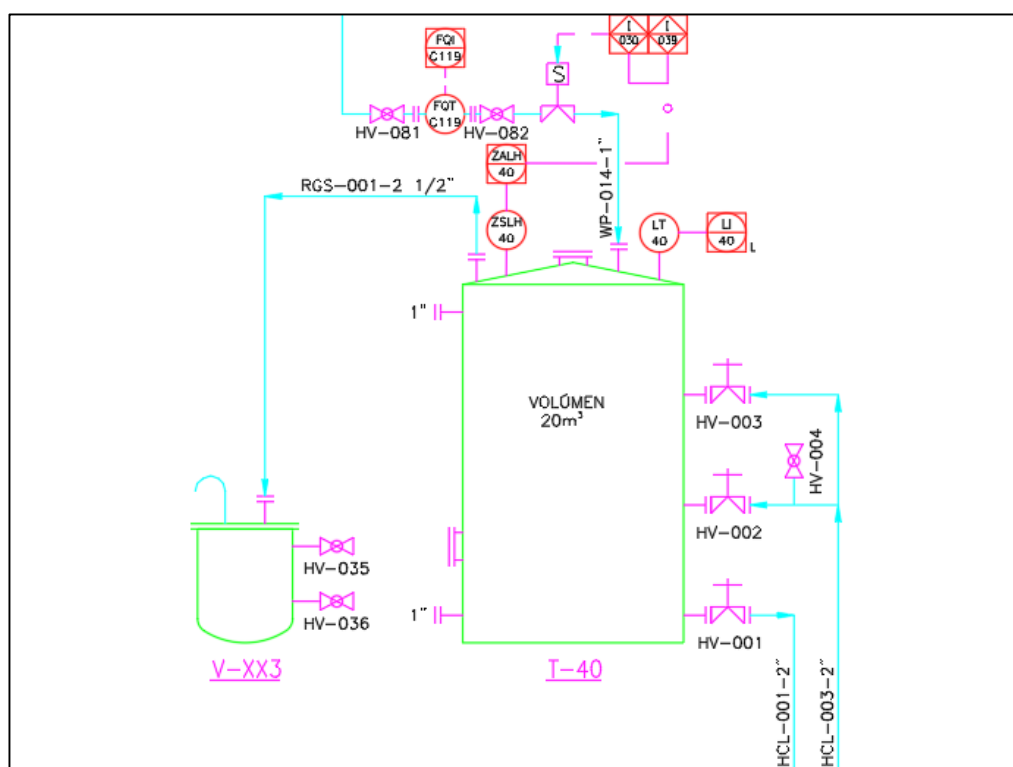 FQI
C119
I
030
I
039
S
FQT
C119
HV-081
HV-082
ZALH
40
RGS-001-2 1/2"
WP-014-1"
ZSLH
40
LT
40
LI
40
L
1"
VOLÚMEN
20m³
HV-003
HV-004
HV-002
HV-035
HV-036
1"
HV-001
V-XX3
T-40
HCL-001-2"
HCL-003-2"